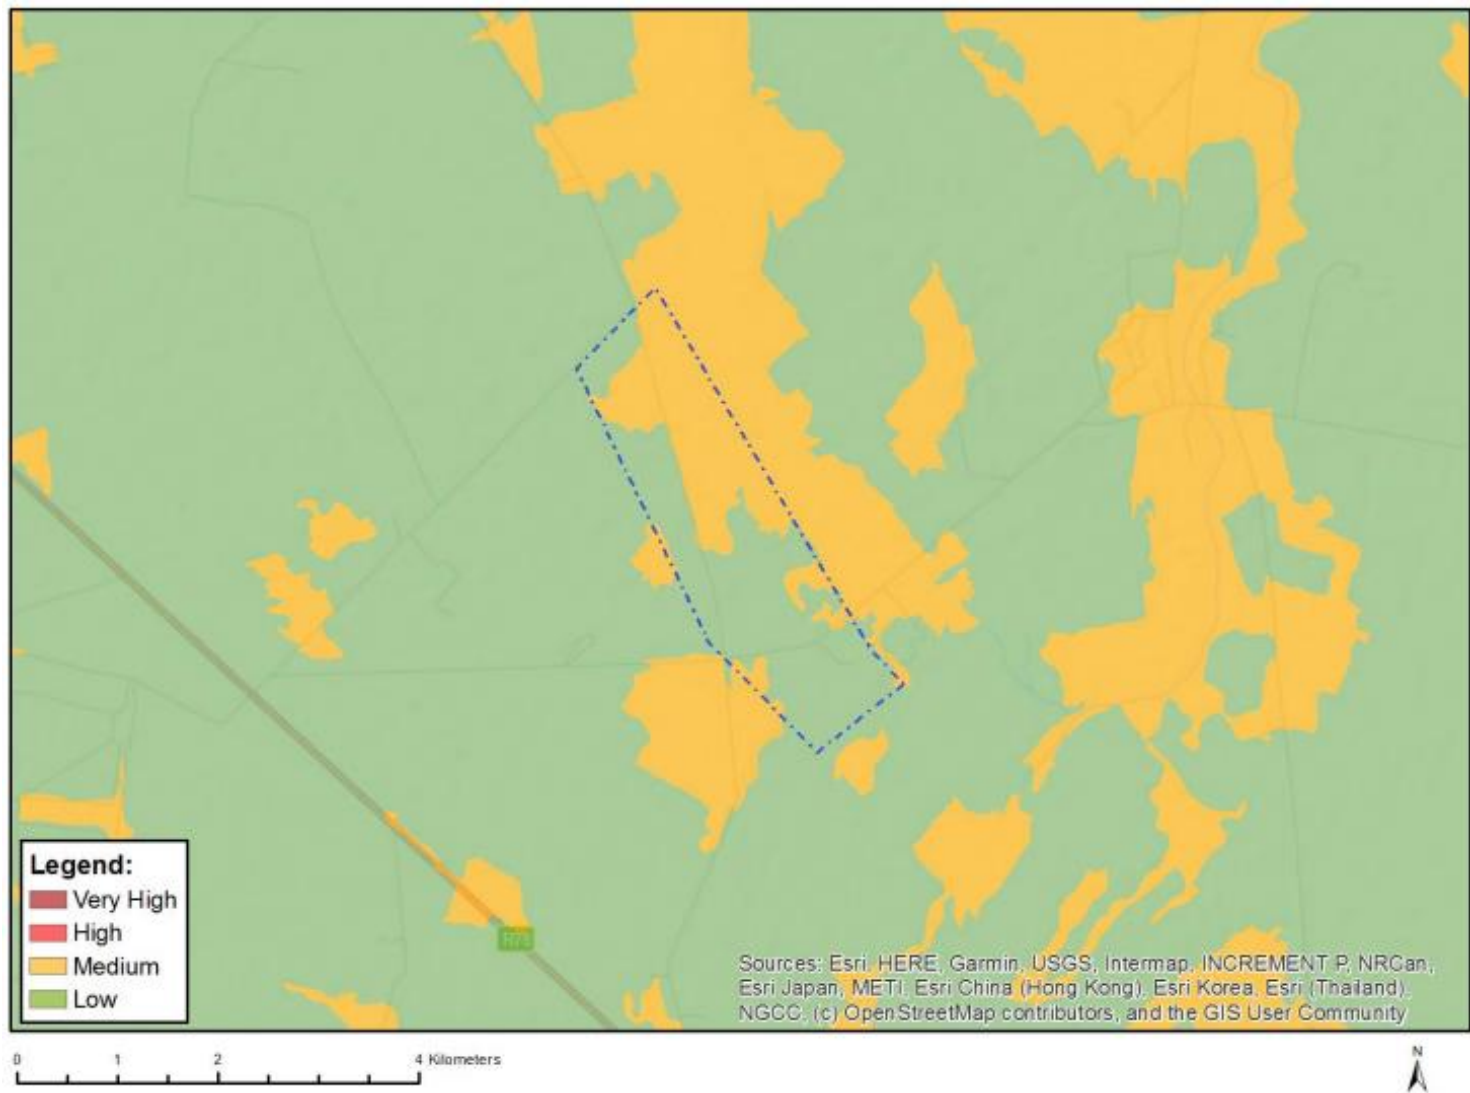 Legend:
Very High
High
Medium
Low
Sources: Esri, HERE, Garmin, USGS, Intermap, INCREMENT P, NRCan,
Esri Japan, METI, Esri China (Hong Kong), Esri Korea, Esri (Thailand),
NGCC, (c) OpenStreetMap contributors, and the GIS User Community
0 1 2 4 Kilometers
N